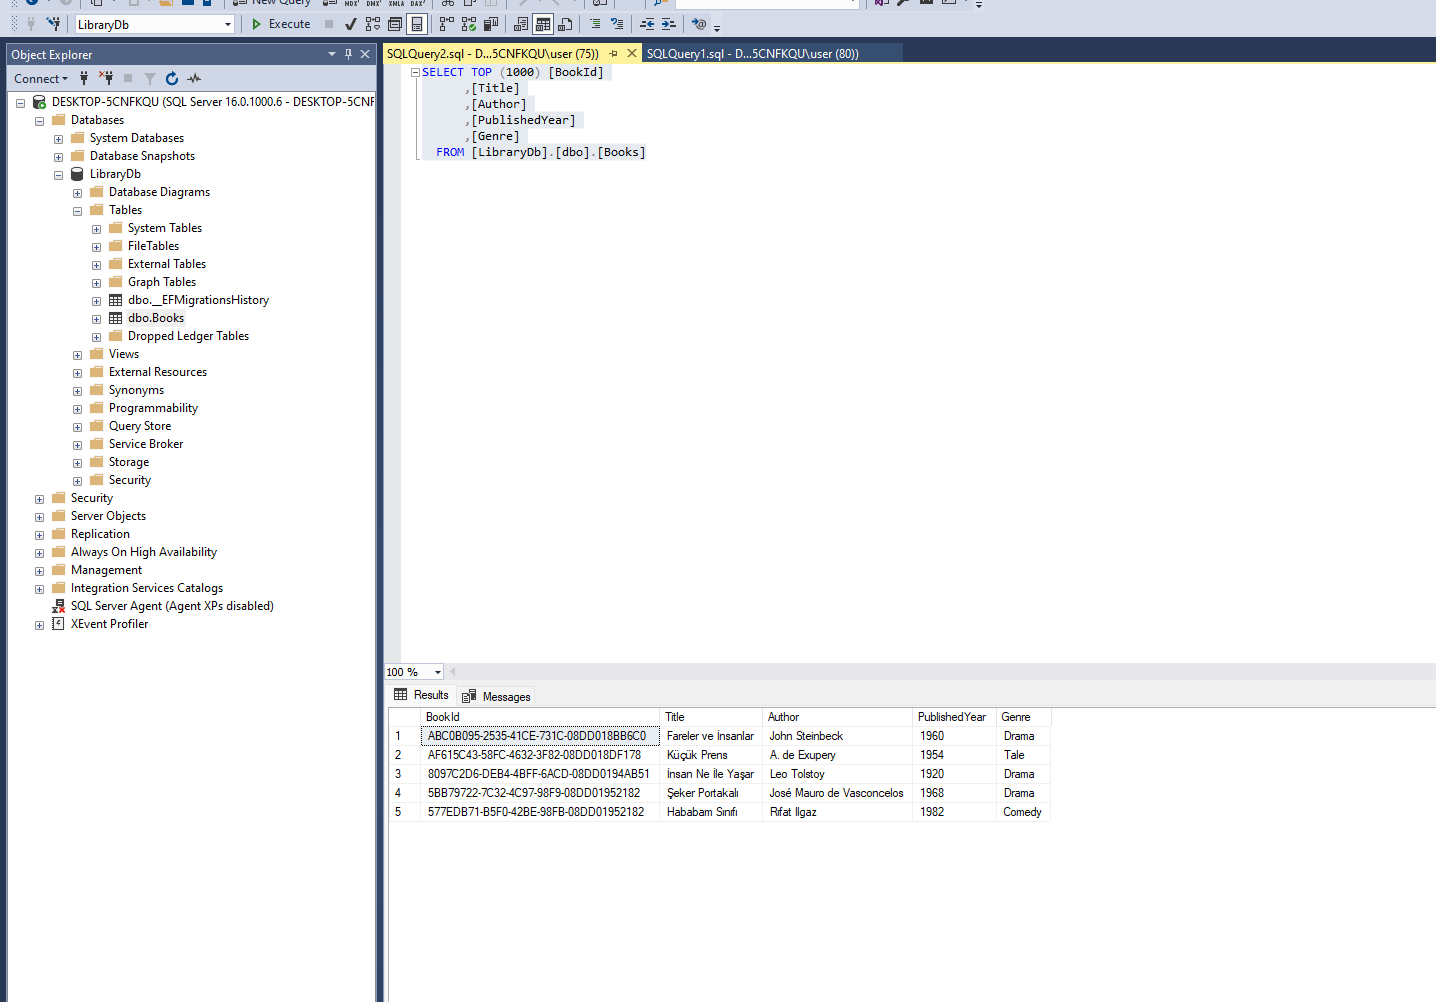 New Query
MDX DMX XMLA DAX
LibraryDb
Execute
Object Explorer
Connect
DESKTOP-5CNFKQU (SQL Server 16.0.1000.6 - DESKTOP-5CNF
Databases
System Databases
Database Snapshots
LibraryDb
Database Diagrams
Tables
System Tables
FileTables
External Tables
Graph Tables
dbo.__EFMigrationsHistory
dbo.Books
Dropped Ledger Tables
Views
External Resources
Synonyms
Programmability
Query Store
Service Broker
Storage
Security
Security
Server Objects
Replication
Always On High Availability
Management
Integration Services Catalogs
SQL Server Agent (Agent XPs disabled)
XEvent Profiler
SQLQuery2.sql - D...5CNFKQU\user (75)) SQLQuery1.sql - D...5CNFKQU\user (80))
SELECT TOP (1000) [BookId]
,[Title]
,[Author]
,[PublishedYear]
,[Genre]
FROM [LibraryDb].[dbo].[Books]
100 %
Results Messages
BookId Title Author PublishedYear Genre
1 ABC0B095-2535-41CE-731C-08DD018BB6C0 Fareler ve İnsanlar John Steinbeck 1960 Drama
2 AF615C43-58FC-4632-3F82-08DD018DF178 Küçük Prens A. de Exupery 1954 Tale
3 8097C2D6-DEB4-4BFF-6ACD-08DD0194AB51 İnsan Ne İle Yaşar Leo Tolstoy 1920 Drama
4 5BB79722-7C32-4C97-98F9-08DD01952182 Şeker Portakalı José Mauro de Vasconcelos 1968 Drama
5 577EDB71-B5F0-42BE-98FB-08DD01952182 Hababam Sınıfı Rıfat Ilgaz 1982 Comedy